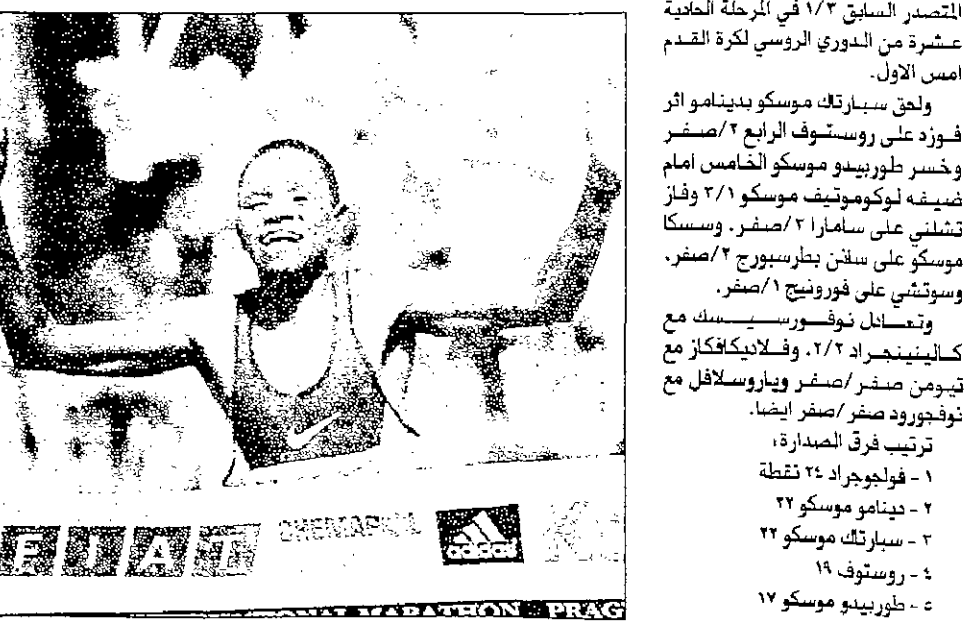 المتصدر السابق ١/٣ في المرحلة الحادية
عشرة من الدوري الروسي لكرة القدم
امس الاول.
ولحق سبارتاك موسكو بدينامو اثر
فوزه على روستوف الرابع ٢/صفر
وخسر طوربيدو موسكو الخامس امام
ضيفه لوكوموتيف موسكو ٣/١ وفاز
تشلني على سامارا ٢/صفر. وسسكا
موسكو على سانن بطرسبورج ٢/صفر.
وسوتشي على فورونيج ١/صفر.
وتعادل نوفورسيسك مع
كالينينجراد ٢/٢. وفلاديكافكاز مع
تيومن صفر/صفر وياروسلافل مع
نوفجورود صفر/صفر ايضا.
ترتيب فرق الصدارة،
١ - فولجوجراد ٢٤ نقطة
٢ - دينامو موسكو ٢٢
٣ - سبارتاك موسكو ٢٢
٤ - روستوف ١٩
٥ - طوربيدو موسكو ١٧
FIAT
adidas
ONAL MARATHON PRAG